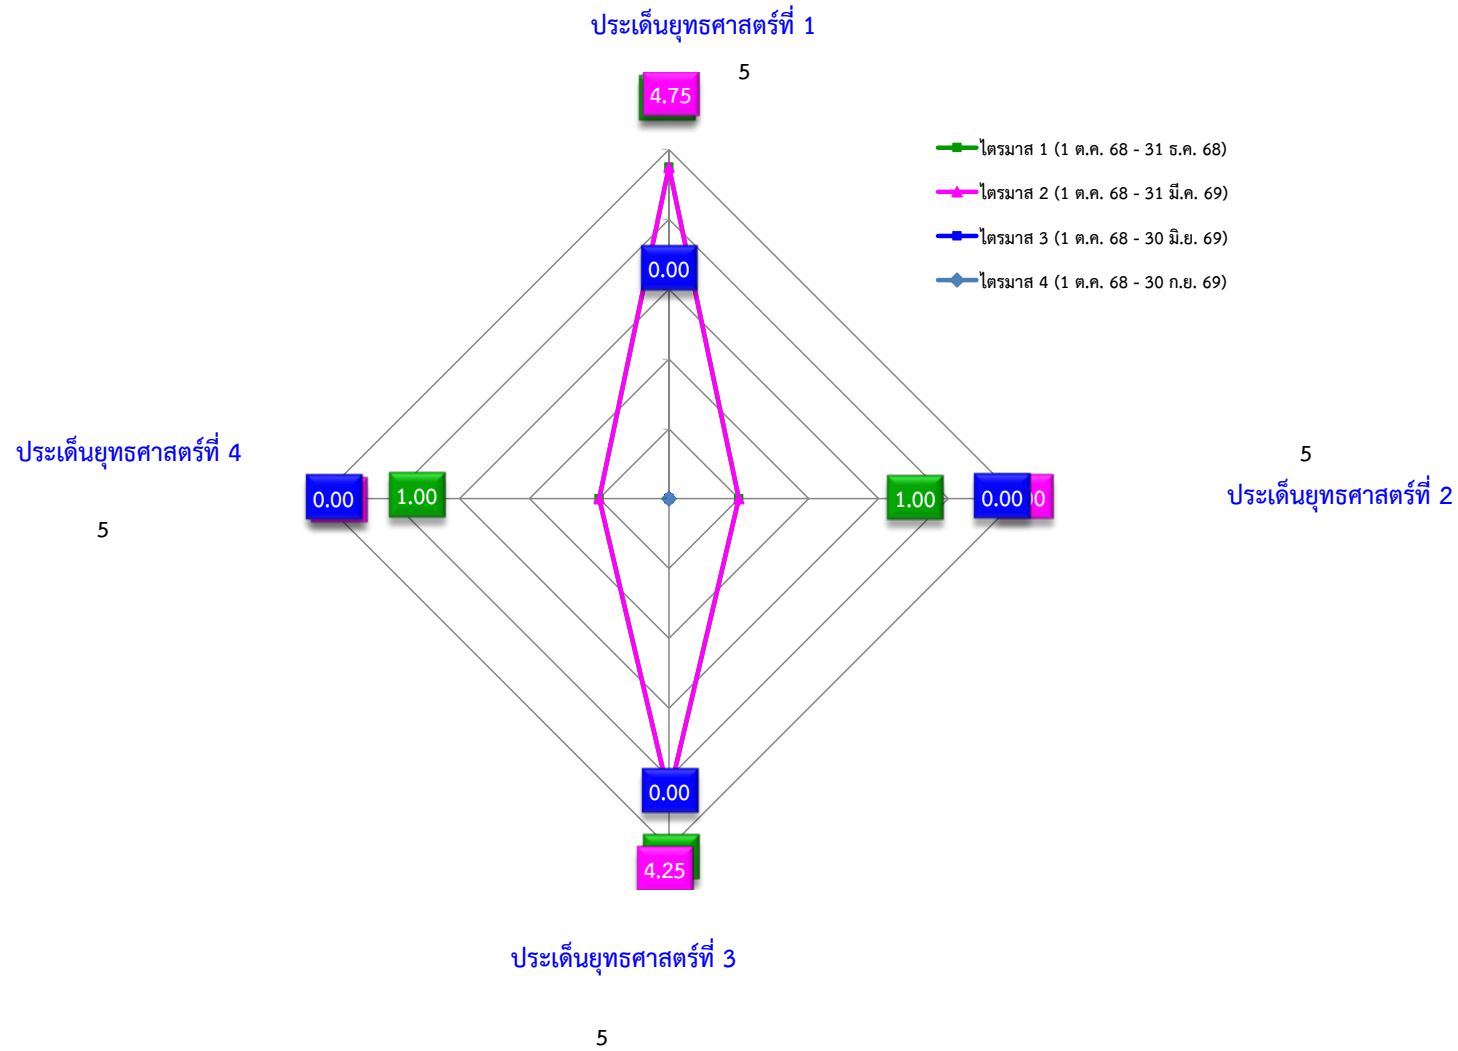 ประเด็นยุทธศาสตร์ที่ 1
5
4.75
ไตรมาส 1 (1 ต.ค. 68 - 31 ธ.ค. 68)
ไตรมาส 2 (1 ต.ค. 68 - 31 มี.ค. 69)
ไตรมาส 3 (1 ต.ค. 68 - 30 มิ.ย. 69)
ไตรมาส 4 (1 ต.ค. 68 - 30 ก.ย. 69)
0.00
ประเด็นยุทธศาสตร์ที่ 4
5
0.00
1.00
1.00
0.00
5
ประเด็นยุทธศาสตร์ที่ 2
0.00
4.25
ประเด็นยุทธศาสตร์ที่ 3
5